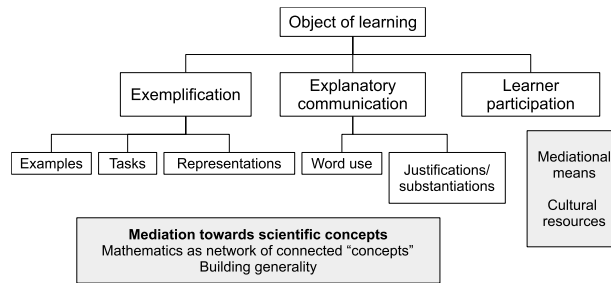 Object of learning
Exemplification
Explanatory
communication
Learner
participation
Examples
Tasks
Representations
Word use
Justifications/
substantiations
Mediational
means
Cultural
resources
Mediation towards scientific concepts
Mathematics as network of connected “concepts”
Building generality